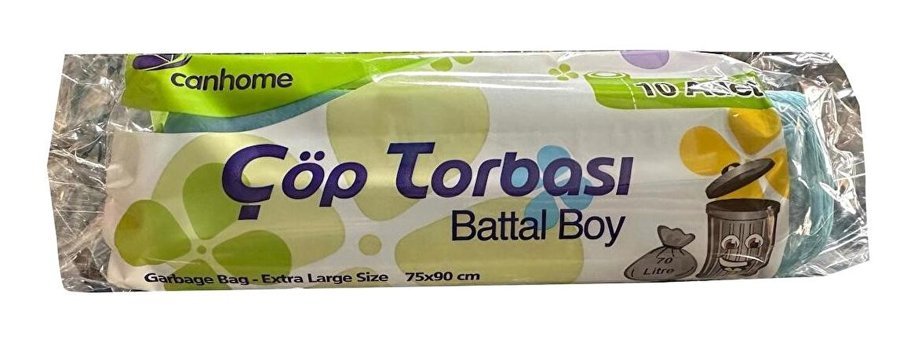 canhome
10 Adet
Çöp Torbası
Battal Boy
70
Litre
Garbage Bag - Extra Large Size 75x90 cm